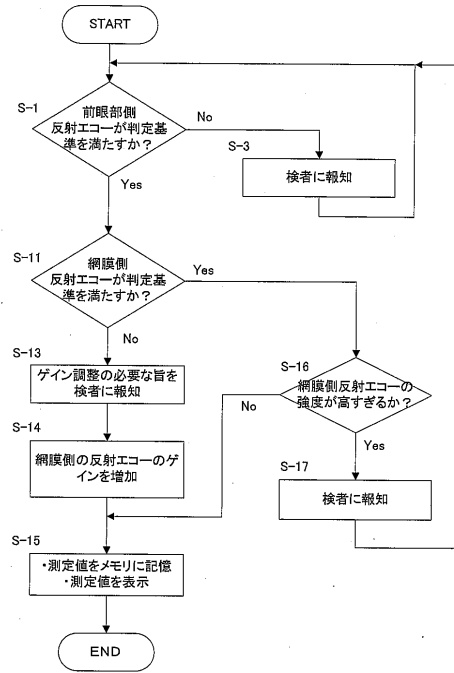 START
S-1
前眼部側
反射エコーが判定基
準を満たすか？
No
Yes
S-3
検者に報知
S-11
網膜側
反射エコーが判定基
準を満たすか？
Yes
No
S-13
ゲイン調整の必要な旨を
検者に報知
S-16
網膜側反射エコーの
強度が高すぎるか？
No
Yes
S-14
網膜側の反射エコーのゲ
インを増加
S-17
検者に報知
S-15
・測定値をメモリに記憶
・測定値を表示
END